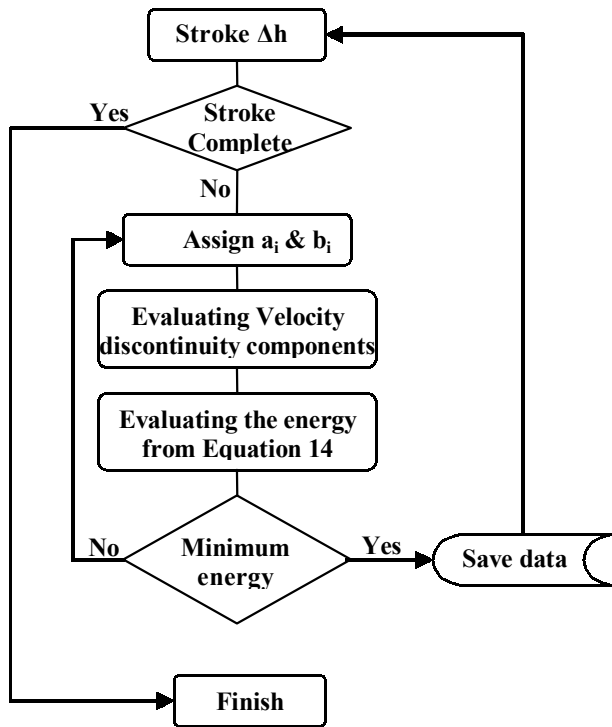 Stroke Δh
Yes
Stroke
Complete
No
Assign aᵢ & bᵢ
Evaluating Velocity
discontinuity components
Evaluating the energy
from Equation 14
No
Minimum
energy
Yes
Save data
Finish